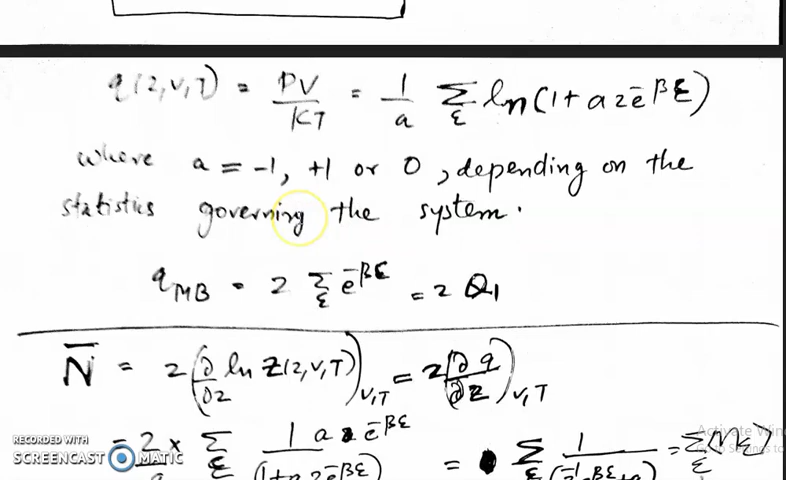 q(z,V,T) = PV/KT = 1/a Σ_ε ln(1 + a z e^{-βε})
where a = -1, +1 or 0, depending on the
statistics governing the system.
q_MB = z Σ_ε e^{-βε} = z Q_1
N̄ = z(∂/∂z ln Z(z,V,T))_{V,T} = z(∂q/∂z)_{V,T}
= z/a × Σ_ε 1 a e^{-βε}/(1+a z e^{-βε}) = Σ_ε 1/(z^{-1} e^{βε}+a) = Σ_ε ⟨n_ε⟩
RECORDED WITH
SCREENCAST MATIC